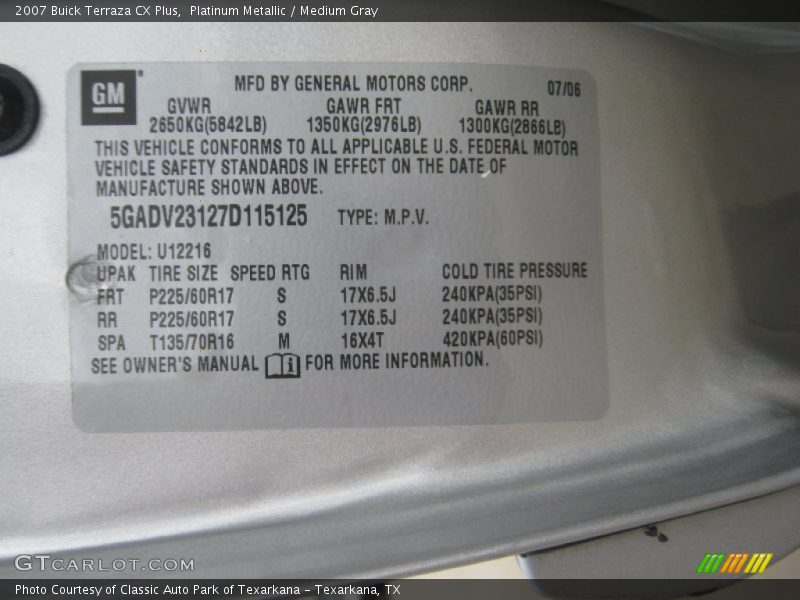 2007 Buick Terraza CX Plus, Platinum Metallic / Medium Gray
GM
MFD BY GENERAL MOTORS CORP. 07/06
GVWR GAWR FRT GAWR RR
2650KG(5842LB) 1350KG(2976LB) 1300KG(2866LB)
THIS VEHICLE CONFORMS TO ALL APPLICABLE U.S. FEDERAL MOTOR
VEHICLE SAFETY STANDARDS IN EFFECT ON THE DATE OF
MANUFACTURE SHOWN ABOVE.
5GADV23127D115125 TYPE: M.P.V.
MODEL: U12216
UPAK TIRE SIZE SPEED RTG RIM COLD TIRE PRESSURE
FRT P225/60R17 S 17X6.5J 240KPA(35PSI)
RR P225/60R17 S 17X6.5J 240KPA(35PSI)
SPA T135/70R16 M 16X4T 420KPA(60PSI)
SEE OWNER'S MANUAL i FOR MORE INFORMATION.
GTCARLOT.COM
Photo Courtesy of Classic Auto Park of Texarkana - Texarkana, TX